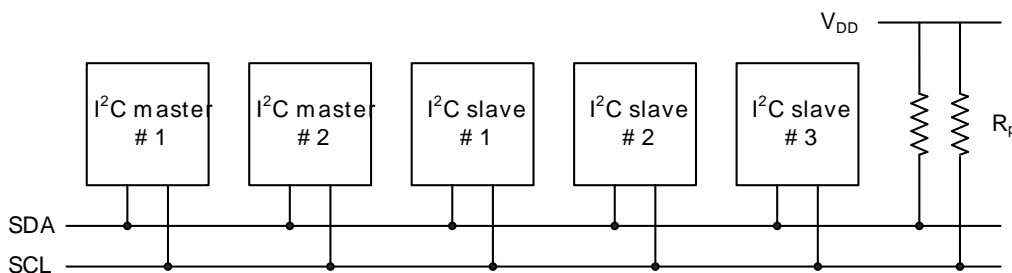 V_DD
I²C master
# 1
I²C master
# 2
I²C slave
# 1
I²C slave
# 2
I²C slave
# 3
R_p
SDA
SCL